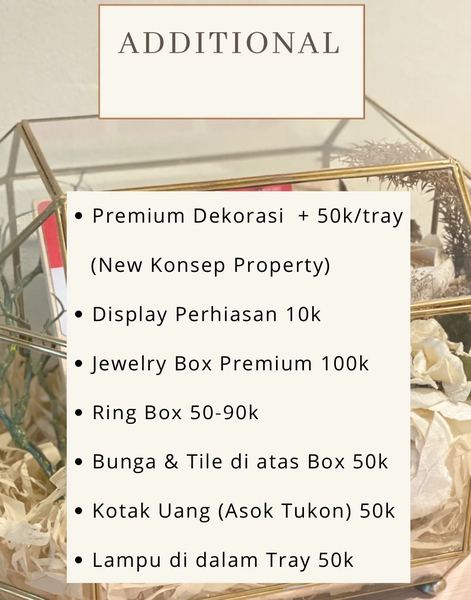 ADDITIONAL
• Premium Dekorasi + 50k/tray
(New Konsep Property)
• Display Perhiasan 10k
• Jewelry Box Premium 100k
• Ring Box 50-90k
• Bunga & Tile di atas Box 50k
• Kotak Uang (Asok Tukon) 50k
• Lampu di dalam Tray 50k